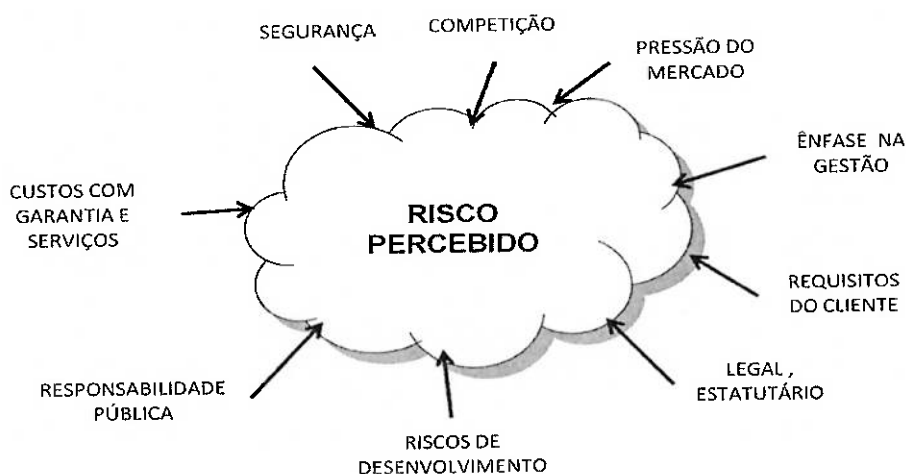 SEGURANÇA
COMPETIÇÃO
PRESSÃO DO
MERCADO
ÊNFASE NA
GESTÃO
CUSTOS COM
GARANTIA E
SERVIÇOS
RISCO
PERCEBIDO
REQUISITOS
DO CLIENTE
LEGAL ,
ESTATUTÁRIO
RESPONSABILIDADE
PÚBLICA
RISCOS DE
DESENVOLVIMENTO